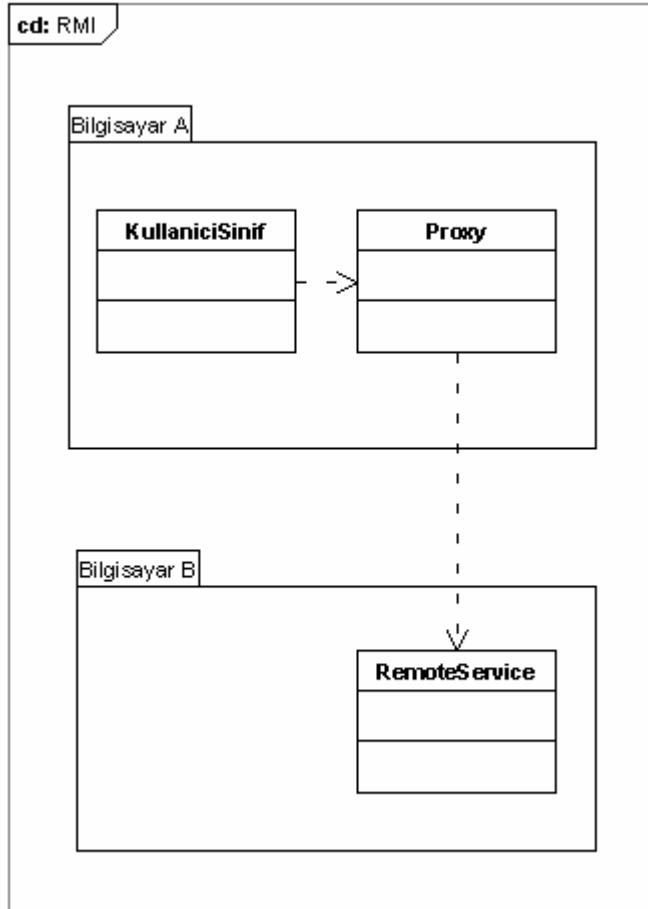 cd: RMI
Bilgisayar A
KullaniciSinif
Proxy
Bilgisayar B
RemoteService